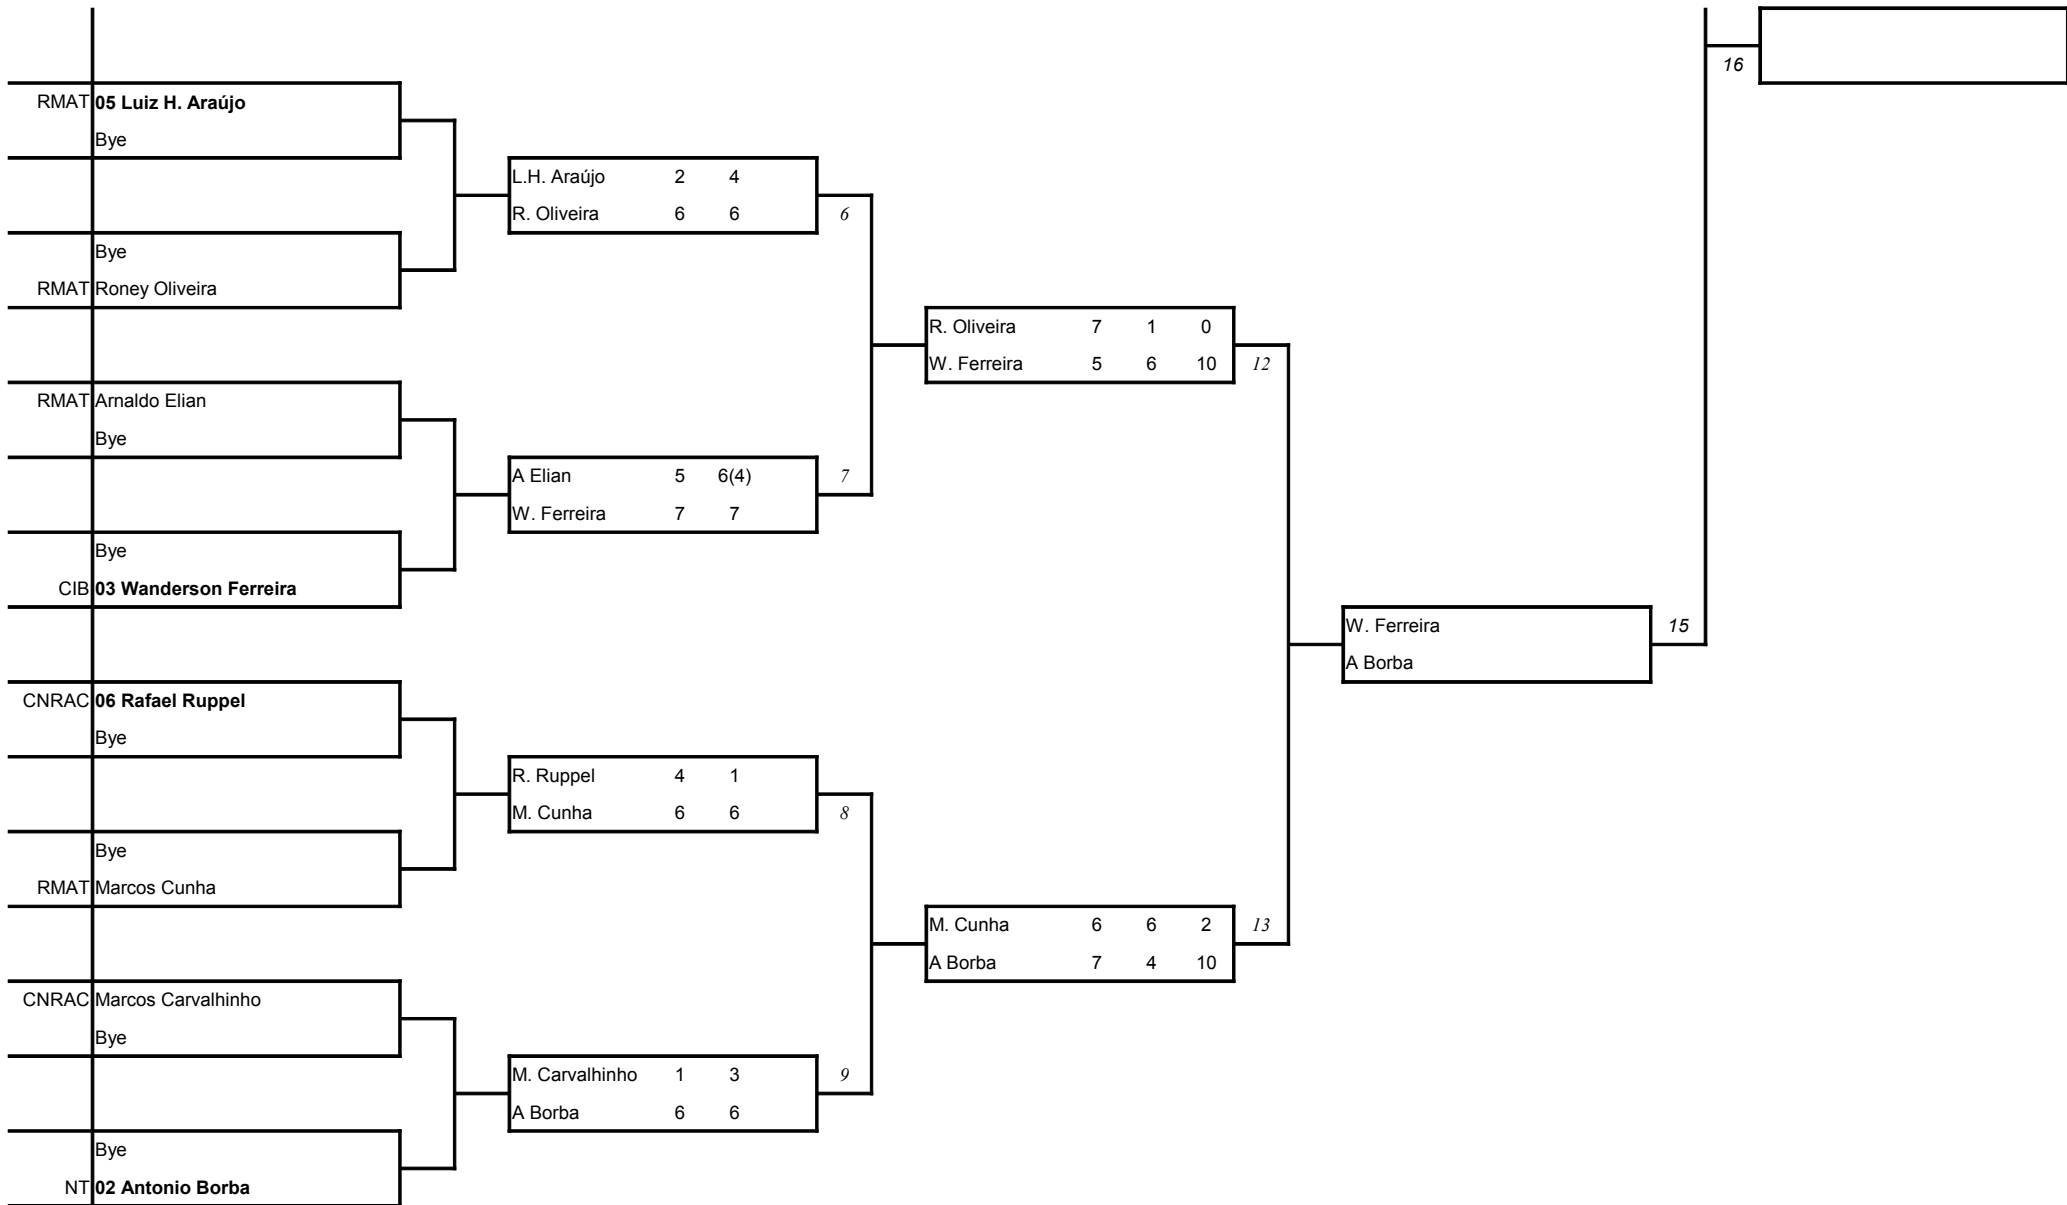 16
RMAT 05 Luiz H. Araújo
Bye
L.H. Araújo 2 4
R. Oliveira 6 6 6
Bye
RMAT Roney Oliveira
R. Oliveira 7 1 0
W. Ferreira 5 6 10 12
RMAT Arnaldo Elian
Bye
A Elian 5 6(4) 7
W. Ferreira 7 7
Bye
CIB 03 Wanderson Ferreira
W. Ferreira 15
A Borba
CNRAC 06 Rafael Ruppel
Bye
R. Ruppel 4 1
M. Cunha 6 6 8
Bye
RMAT Marcos Cunha
M. Cunha 6 6 2 13
A Borba 7 4 10
CNRAC Marcos Carvalhinho
Bye
M. Carvalhinho 1 3 9
A Borba 6 6
Bye
NT 02 Antonio Borba